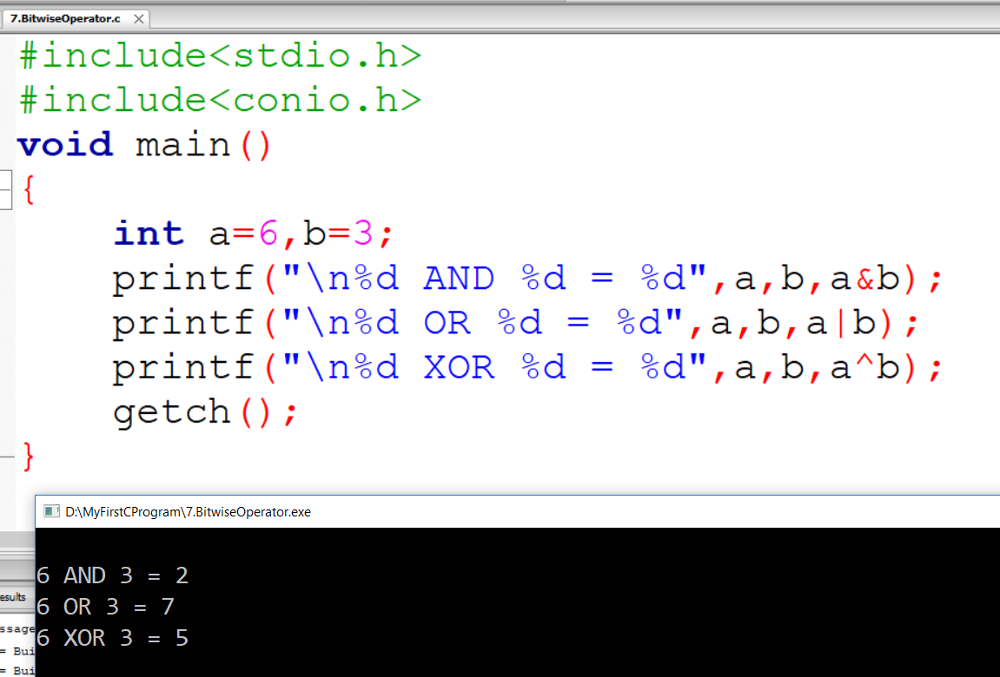 7.BitwiseOperator.c
#include<stdio.h>
#include<conio.h>
void main()
{
int a=6,b=3;
printf("\n%d AND %d = %d",a,b,a&b);
printf("\n%d OR %d = %d",a,b,a|b);
printf("\n%d XOR %d = %d",a,b,a^b);
getch();
}
D:\MyFirstCProgram\7.BitwiseOperator.exe
6 AND 3 = 2
esults
6 OR 3 = 7
ssage
6 XOR 3 = 5
= Bui
= Bui